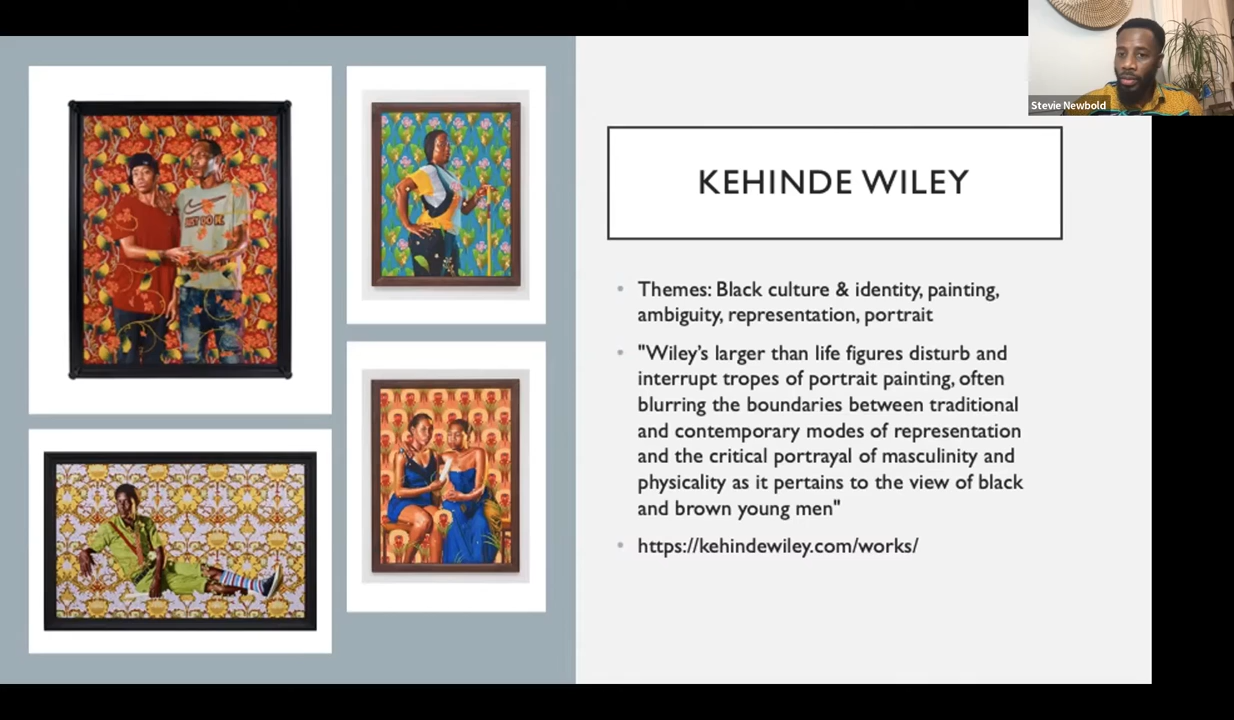 Stevie Newbold
KEHINDE WILEY
Themes: Black culture & identity, painting,
ambiguity, representation, portrait
"Wiley’s larger than life figures disturb and
interrupt tropes of portrait painting, often
blurring the boundaries between traditional
and contemporary modes of representation
and the critical portrayal of masculinity and
physicality as it pertains to the view of black
and brown young men"
https://kehindewiley.com/works/
JUST DO IT.